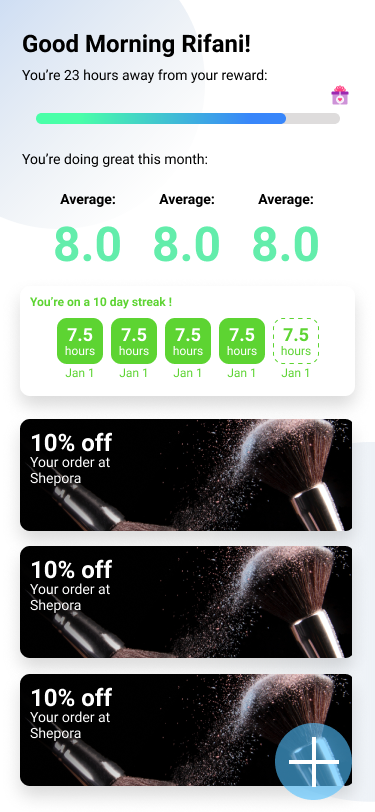 Good Morning Rifani!
You're 23 hours away from your reward:
You're doing great this month:
Average: Average: Average:
8.0 8.0 8.0
You're on a 10 day streak !
7.5 7.5 7.5 7.5 7.5
hours hours hours hours hours
Jan 1 Jan 1 Jan 1 Jan 1 Jan 1
10% off
Your order at
Shepora
10% off
Your order at
Shepora
10% off
Your order at
Shepora